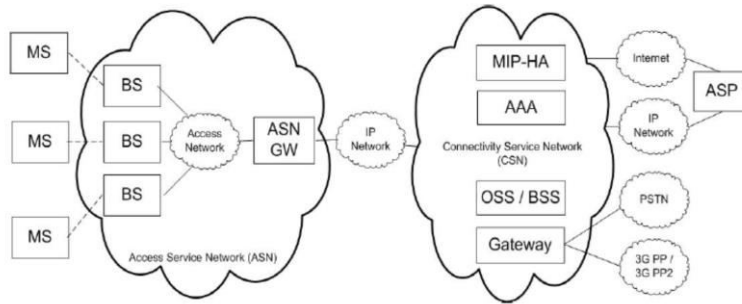 MS
MS
MS
BS
BS
BS
Access
Network
ASN
GW
Access Service Network (ASN)
IP
Network
MIP-HA
AAA
Connectivity Service Network
(CSN)
OSS / BSS
Gateway
Internet
IP
Network
ASP
PSTN
3G PP /
3G PP2